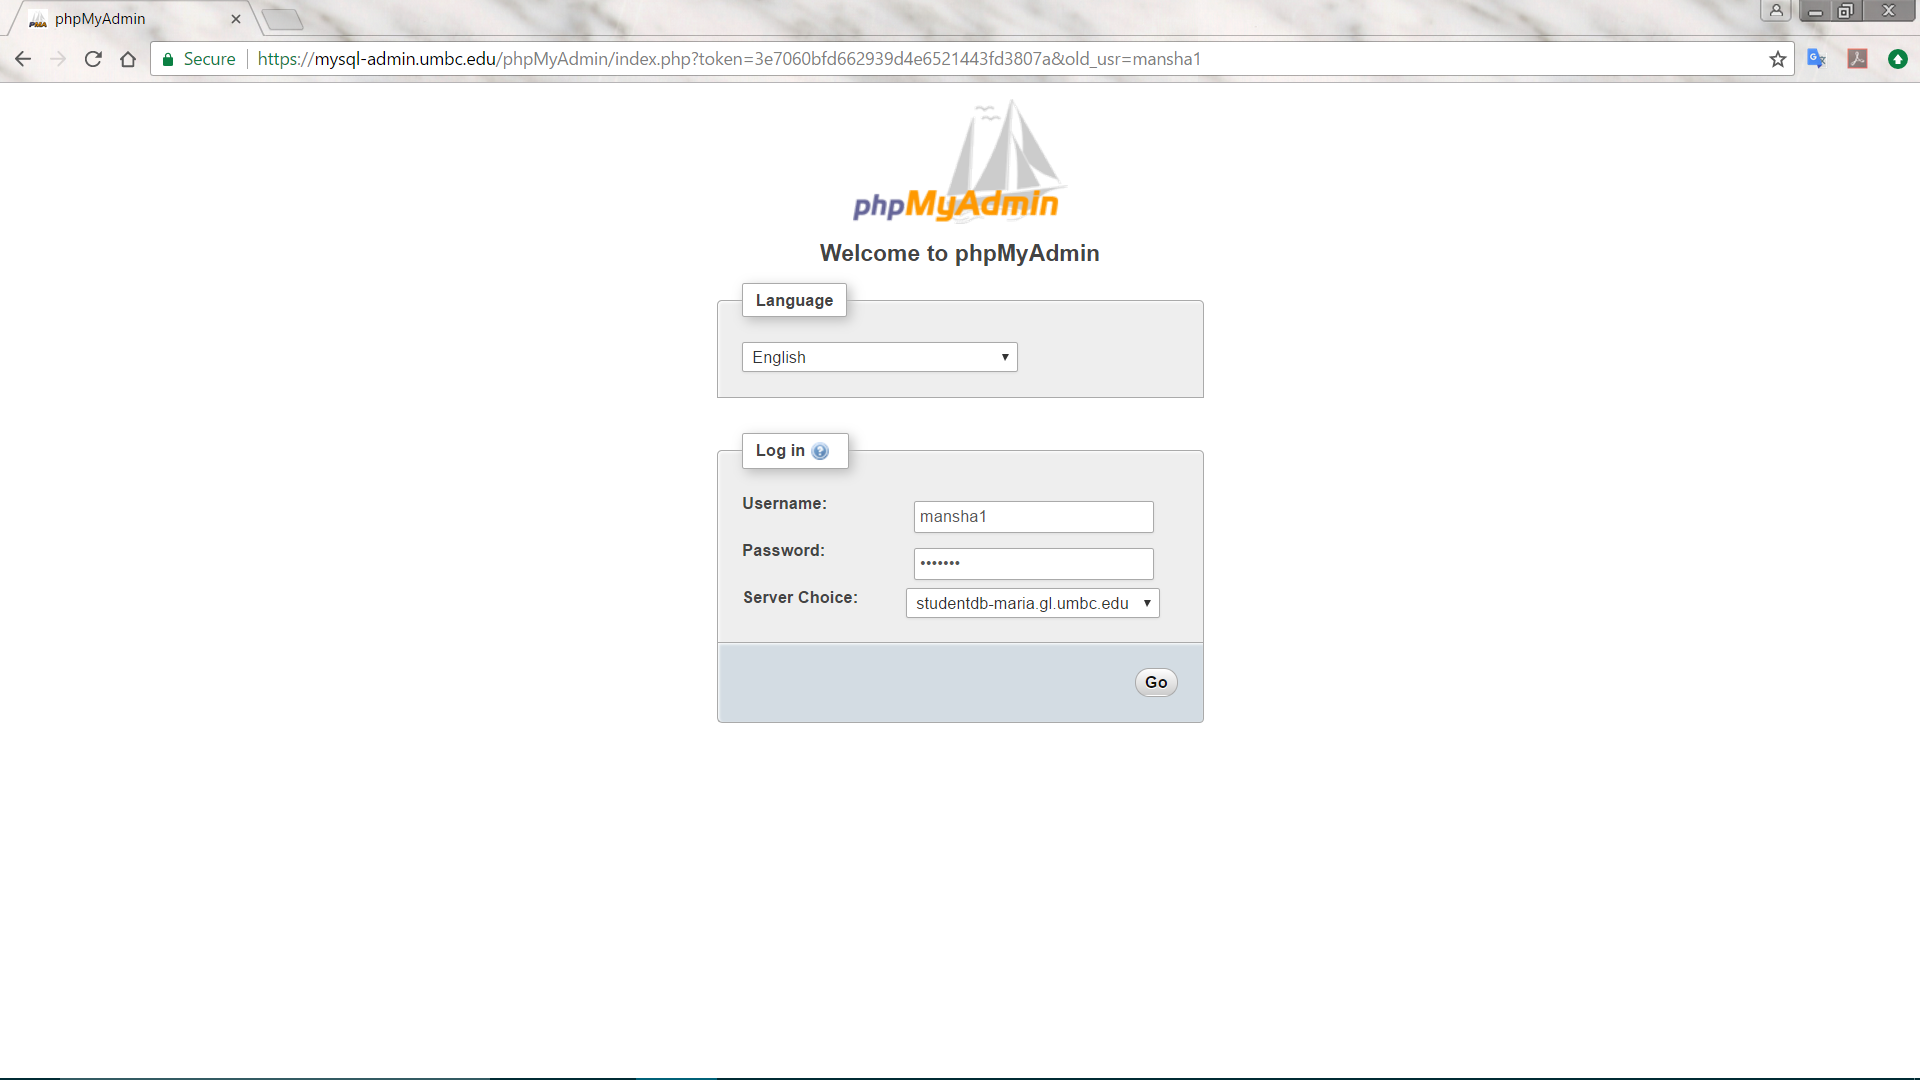 phpMyAdmin
Secure
https://mysql-admin.umbc.edu/phpMyAdmin/index.php?token=3e7060bfd662939d4e6521443fd3807a&old_usr=mansha1
phpMyAdmin
Welcome to phpMyAdmin
Language
English
Log in
Username:
mansha1
Password:
•••••••
Server Choice:
studentdb-maria.gl.umbc.edu
Go